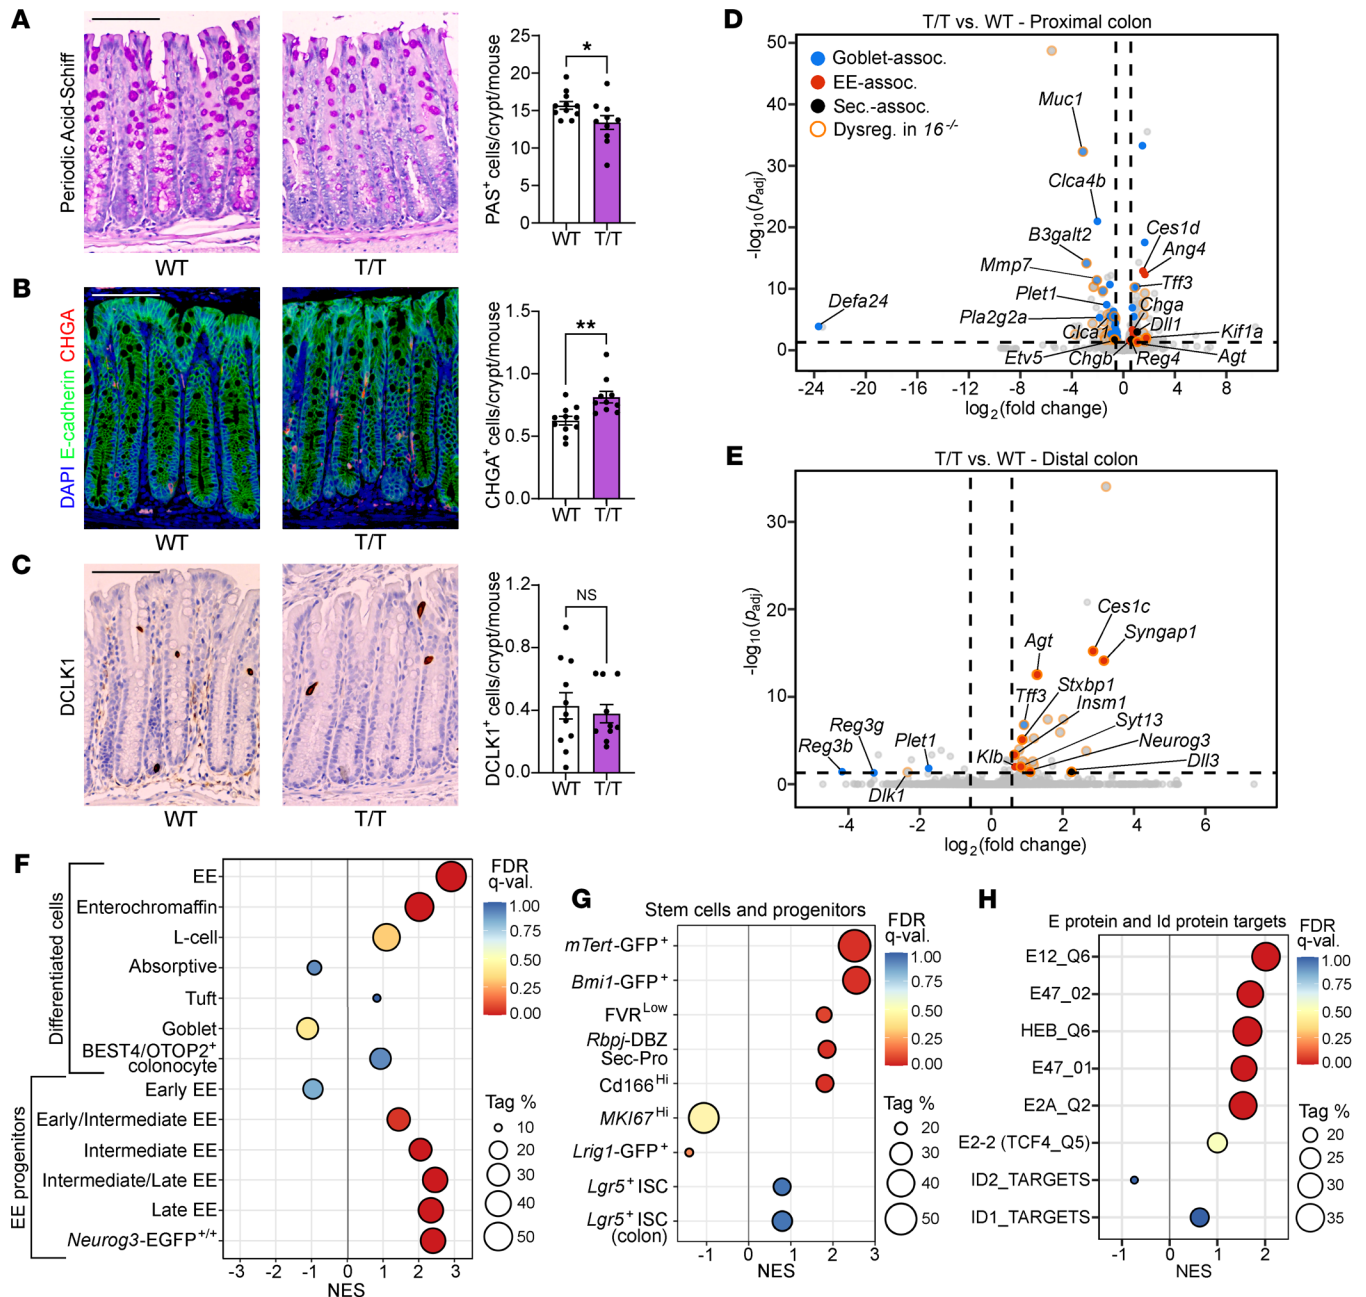 A
Periodic Acid-Schiff
WT
T/T
PAS+ cells/crypt/mouse
25
20
15
10
5
0
*
WT
T/T
B
DAPI E-cadherin CHGA
WT
T/T
CHGA+ cells/crypt/mouse
1.5
1.0
0.5
0.0
**
WT
T/T
C
DCLK1
WT
T/T
DCLK1+ cells/crypt/mouse
1.2
0.8
0.4
0.0
NS
WT
T/T
D
T/T vs. WT - Proximal colon
Goblet-assoc.
EE-assoc.
Sec.-assoc.
Dysreg. in 16-/-
-log10(padj)
50
40
30
20
10
0
Muc1
Clca4b
B3galt2
Mmp7
Plet1
Pla2g2a
Clca1
Etv5
Defa24
Ces1d
Ang4
Tff3
Chga
Dll1
Kif1a
Chgb
Reg4
Agt
-24
-20
-16
-12
-8
-4
0
4
8
log2(fold change)
E
T/T vs. WT - Distal colon
-log10(padj)
30
20
10
0
Ces1c
Syngap1
Agt
Stxbp1
Tff3
Insm1
Syt13
Neurog3
Klb
Dll3
Reg3g
Reg3b
Plet1
Dlk1
-4
-2
0
2
4
6
log2(fold change)
F
Differentiated cells
EE
Enterochromaffin
L-cell
Absorptive
Tuft
Goblet
BEST4/OTOP2+
colonocyte
EE progenitors
Early EE
Early/Intermediate EE
Intermediate EE
Intermediate/Late EE
Late EE
Neurog3-EGFP+/+
-3
-2
-1
0
1
2
3
NES
FDR
q-val.
1.00
0.75
0.50
0.25
0.00
Tag %
10
20
30
40
50
G
Stem cells and progenitors
mTert-GFP+
Bmi1-GFP+
FVRLow
Rbpj-DBZ
Sec-Pro
Cd166Hi
MKI67Hi
Lrig1-GFP+
Lgr5+ ISC
Lgr5+ ISC
(colon)
-1
0
1
2
3
NES
FDR
q-val.
1.00
0.75
0.50
0.25
0.00
Tag %
20
30
40
50
H
E protein and Id protein targets
E12_Q6
E47_02
HEB_Q6
E47_01
E2A_Q2
E2-2 (TCF4_Q5)
ID2_TARGETS
ID1_TARGETS
-1
0
1
2
NES
FDR
q-val.
1.00
0.75
0.50
0.25
0.00
Tag %
20
25
30
35